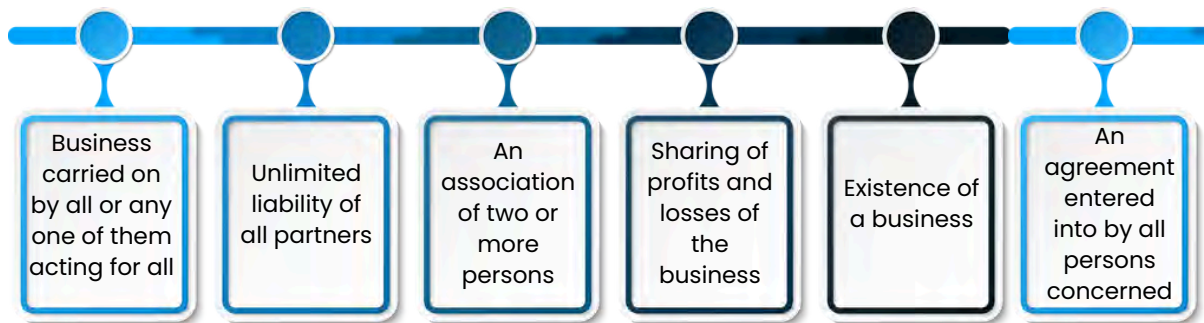 Business
carried on
by all or any
one of them
acting for all
Unlimited
liability of
all partners
An
association
of two or
more
persons
Sharing of
profits and
losses of
the
business
Existence of
a business
An
agreement
entered
into by all
persons
concerned